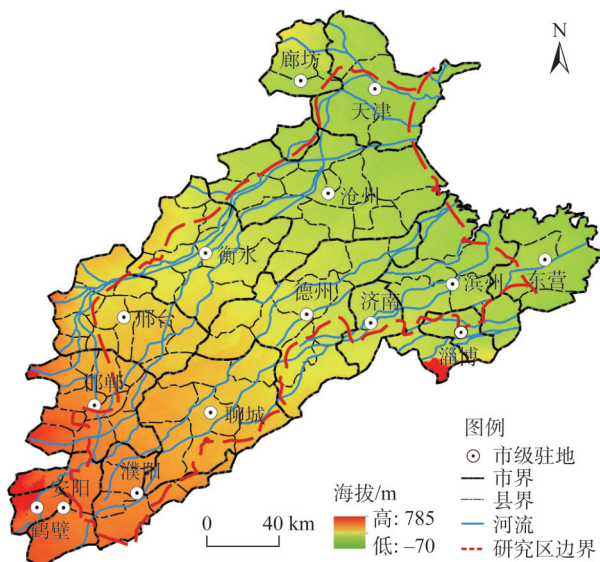 N
廊坊
天津
沧州
衡水
德州
济南
滨州
东营
邢台
淄博
邯郸
聊城
濮阳
安阳
鹤壁
图例
市级驻地
市界
县界
河流
研究区边界
海拔/m
高: 785
低: –70
0 40 km